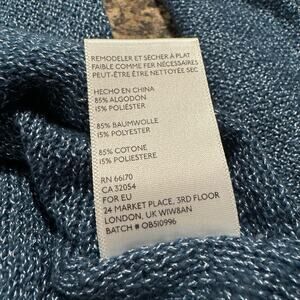 REMODELER ET SÉCHER À PLAT
FAIBLE COMME FER NÉCESSAIRES
PEUT-ÊTRE ÊTRE NETTOYÉE SEC
HECHO EN CHINA
85% ALGODÓN
15% POLIÉSTER
85% BAUMWOLLE
15% POLYESTER
85% COTONE
15% POLIESTERE
RN 66170
CA 32054
FOR EU
24 MARKET PLACE, 3RD FLOOR
LONDON, UK W1W8AN
BATCH # OB510996